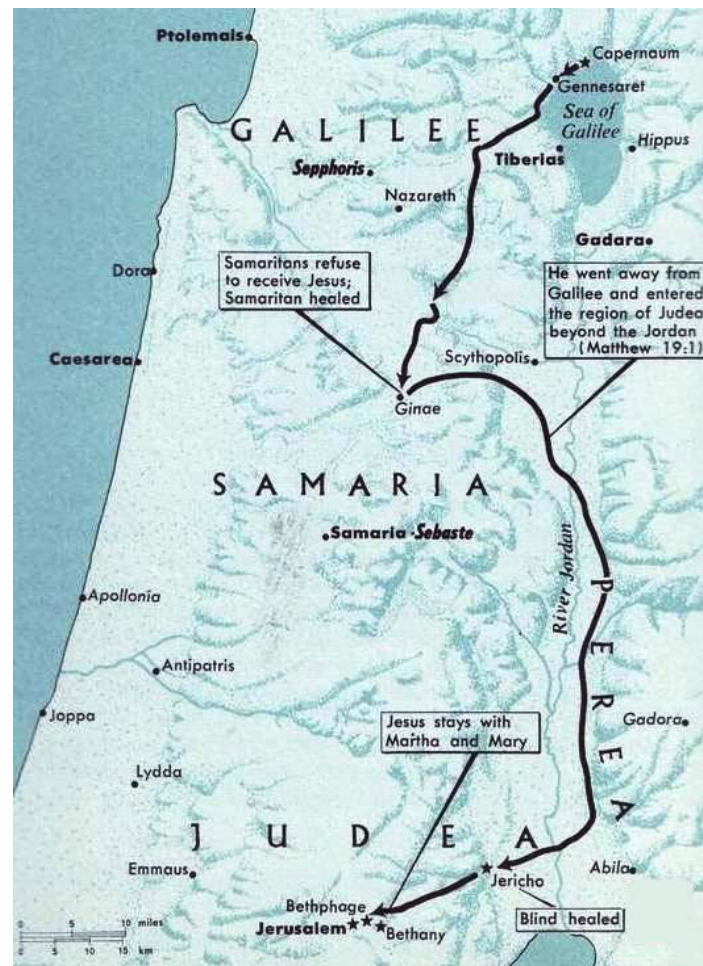 Ptolemais
Capernaum
Gennesaret
Sea of
Galilee
GALILEE
Tiberias
Hippus
Sepphoris
Nazareth
Gadara
Dora
Samaritans refuse
to receive Jesus;
Samaritan healed
He went away from
Galilee and entered
the region of Judea
beyond the Jordan
(Matthew 19:1)
Caesarea
Scythopolis
Ginae
SAMARIA
Samaria-Sebaste
River Jordan
PEREA
Apollonia
Antipatris
Joppa
Jesus stays with
Martha and Mary
Gadora
Lydda
JUDEA
Emmaus
Jericho
Abila
Bethphage
Jerusalem
Bethany
Blind healed
0 5 10 miles
0 5 10 15 km